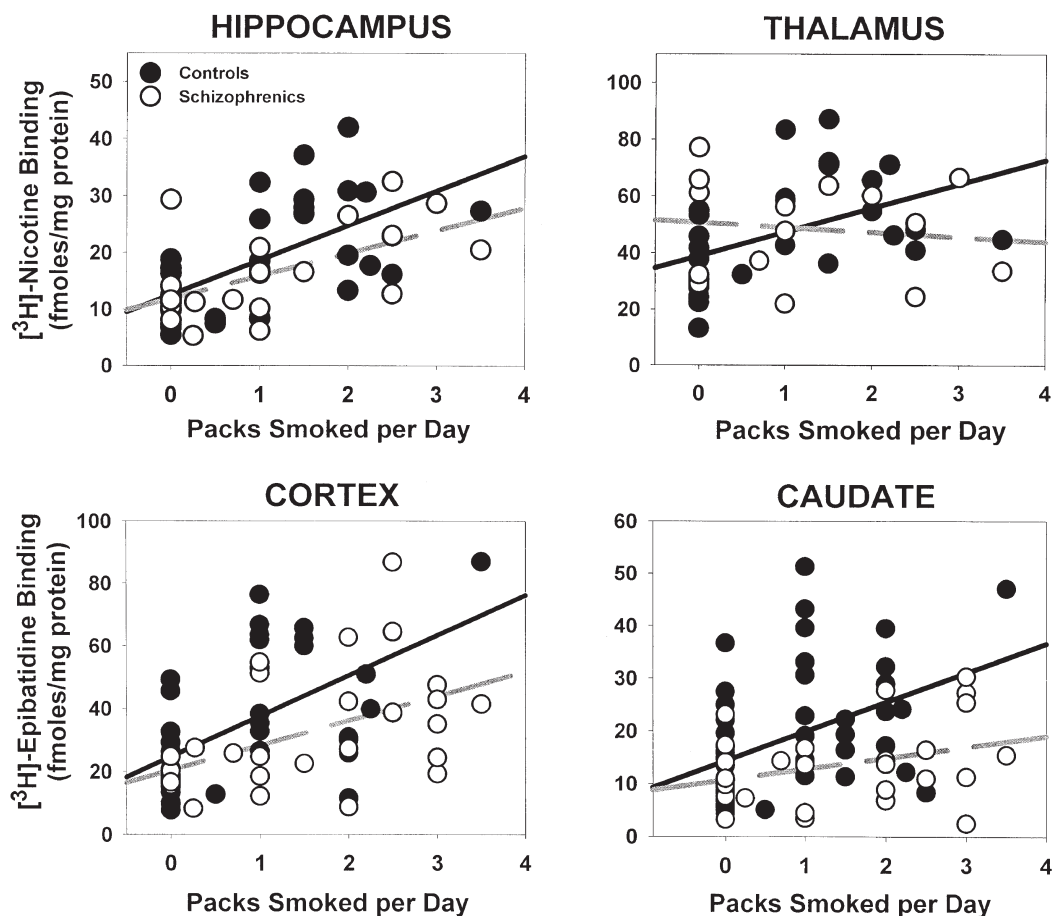 HIPPOCAMPUS
[³H]-Nicotine Binding
(fmoles/mg protein)
50
40
30
20
10
0
Controls
Schizophrenics
0 1 2 3 4
Packs Smoked per Day
THALAMUS
100
80
60
40
20
0
0 1 2 3 4
Packs Smoked per Day
CORTEX
[³H]-Epibatidine Binding
(fmoles/mg protein)
100
80
60
40
20
0
0 1 2 3 4
Packs Smoked per Day
CAUDATE
60
50
40
30
20
10
0
0 1 2 3 4
Packs Smoked per Day